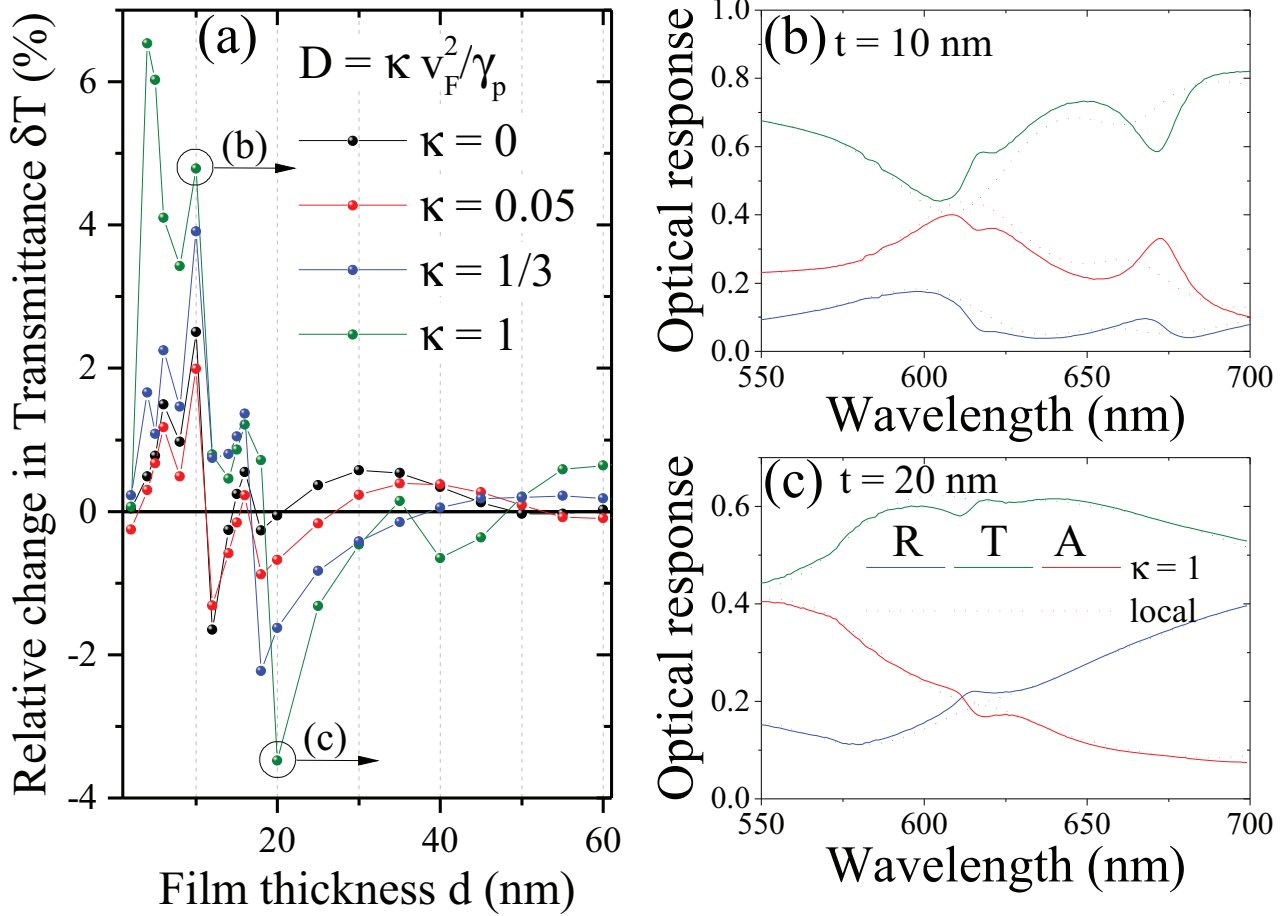 Relative change in Transmittance δT (%)
6
4
2
0
-2
-4
(a)
D = κ v_F^2/γ_p
κ = 0
κ = 0.05
κ = 1/3
κ = 1
(b)
(c)
20
40
60
Film thickness d (nm)
Optical response
1.0
0.8
0.6
0.4
0.2
0.0
(b) t = 10 nm
550
600
650
700
Wavelength (nm)
Optical response
0.6
0.4
0.2
0.0
(c) t = 20 nm
R T A
κ = 1
local
550
600
650
700
Wavelength (nm)